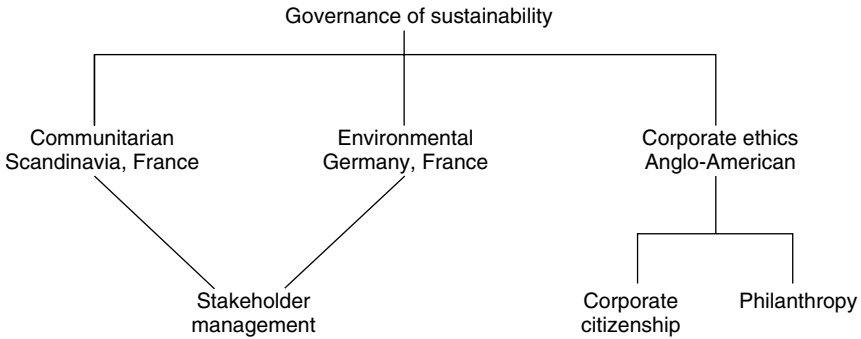 Governance of sustainability
Communitarian
Scandinavia, France
Environmental
Germany, France
Corporate ethics
Anglo-American
Stakeholder
management
Corporate
citizenship
Philanthropy